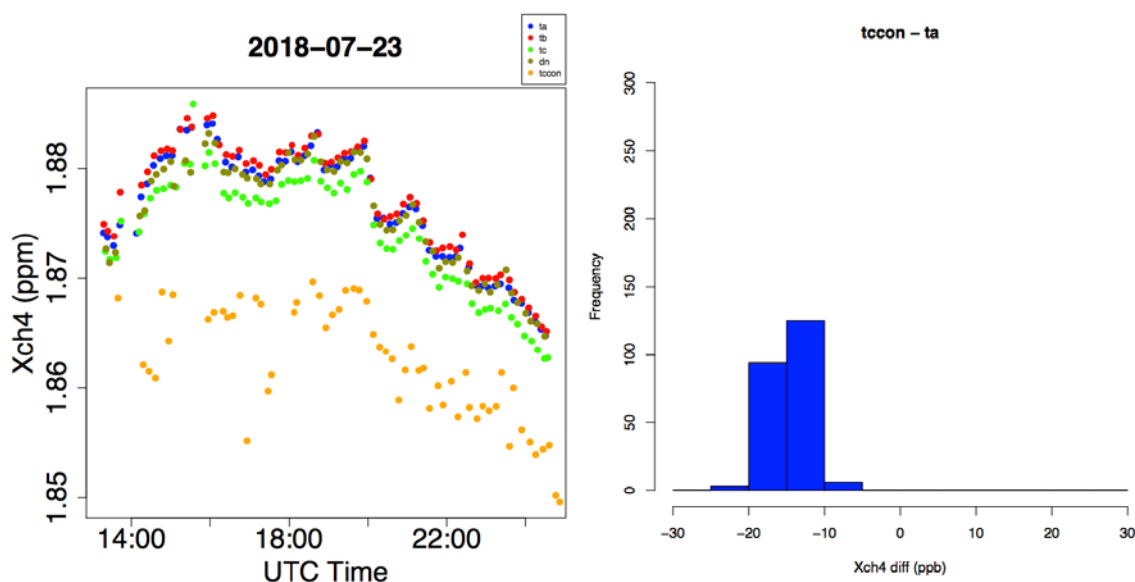 2018-07-23
ta
tb
tc
dn
tccon
Xch4 (ppm)
1.88
1.87
1.86
1.85
14:00
18:00
22:00
UTC Time
tccon - ta
Frequency
300
250
200
150
100
50
0
-30
-20
-10
0
10
20
30
Xch4 diff (ppb)